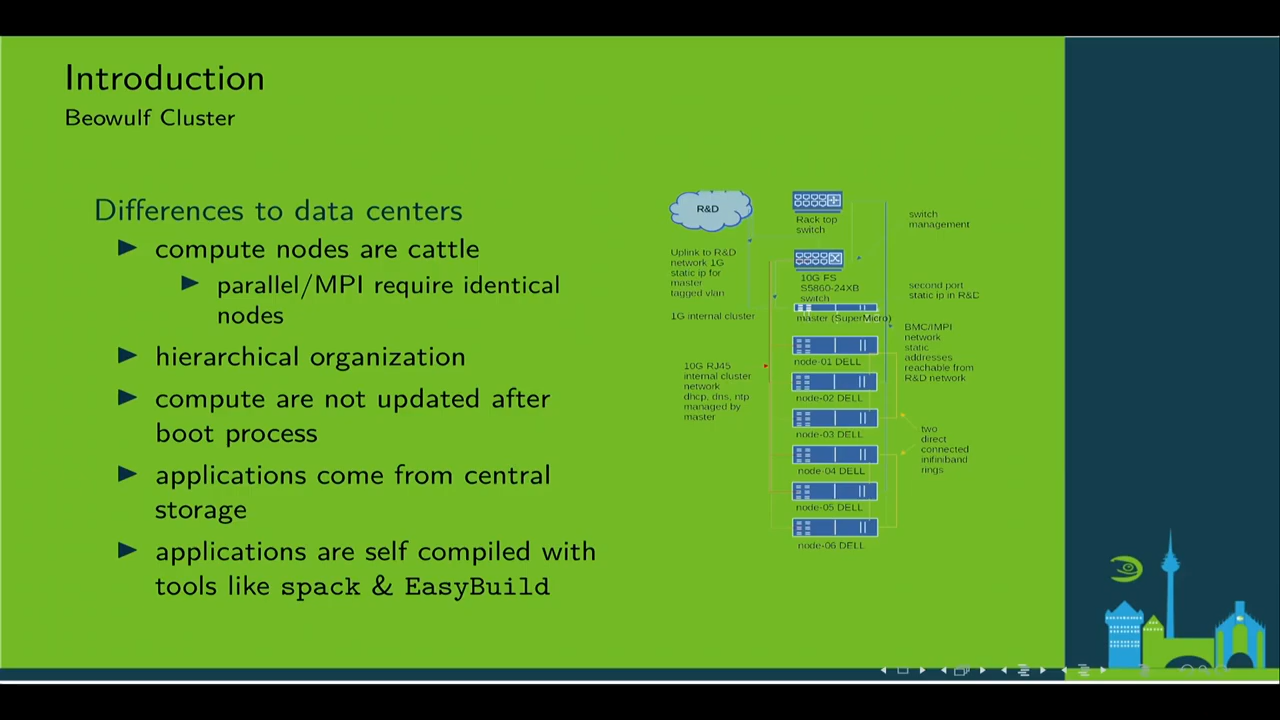 Introduction
Beowulf Cluster
Differences to data centers
compute nodes are cattle
parallel/MPI require identical
nodes
hierarchical organization
compute are not updated after
boot process
applications come from central
storage
applications are self compiled with
tools like spack & EasyBuild
R&D
Rack top
switch
switch
management
Uplink to R&D
network 1G
static ip for
master
tagged vlan
10G FS
S5860-24XB
switch
second port
static ip in R&D
1G internal cluster
master (SuperMicro)
BMC/IMPI
network
static
addresses
reachable from
R&D network
node-01 DELL
10G RJ45
internal cluster
network
dhcp, dns, ntp
managed by
master
node-02 DELL
node-03 DELL
two
direct
connected
inifiniband
rings
node-04 DELL
node-05 DELL
node-06 DELL